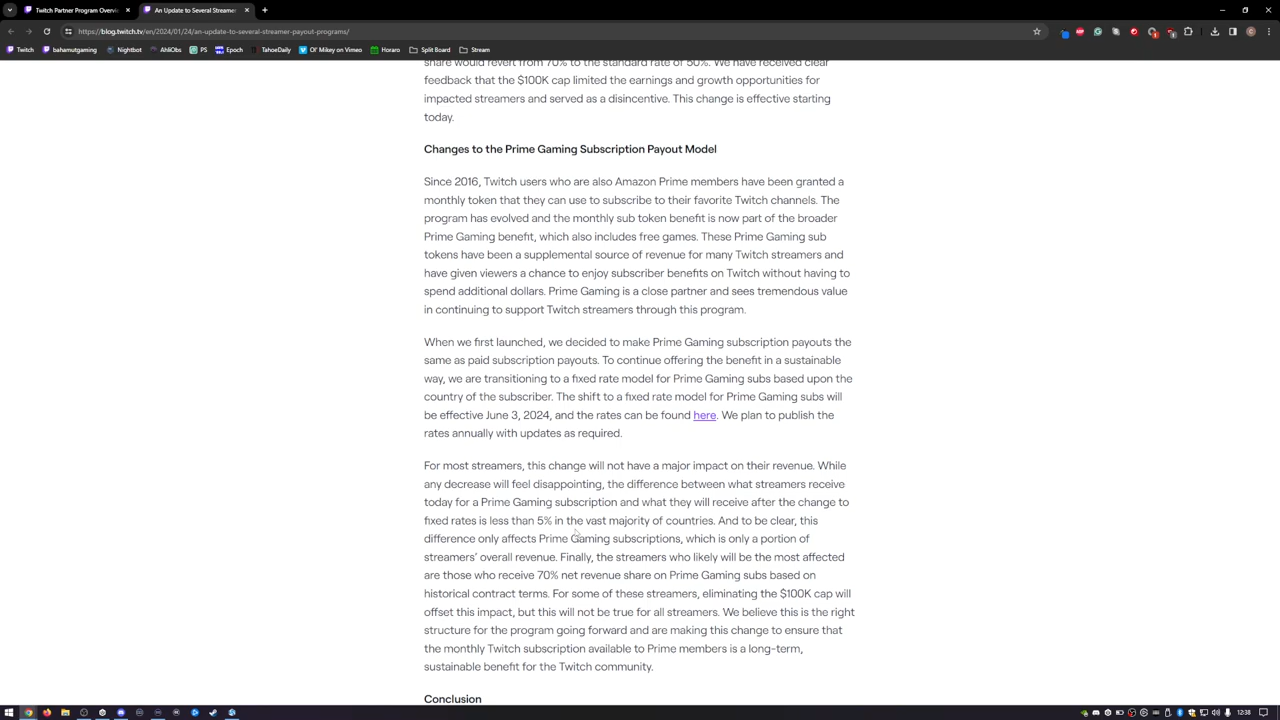 Twitch Partner Program Overvi
An Update to Several Streamer
https://blog.twitch.tv/en/2024/01/24/an-update-to-several-streamer-payout-programs/
Twitch bahamutgaming Nightbot AhliObs PS Epoch TahoeDaily Ol' Mikey on Vimeo Horaro Split Board Stream
share would revert from 70% to the standard rate of 50%. We have received clear
feedback that the $100K cap limited the earnings and growth opportunities for
impacted streamers and served as a disincentive. This change is effective starting
today.
Changes to the Prime Gaming Subscription Payout Model
Since 2016, Twitch users who are also Amazon Prime members have been granted a
monthly token that they can use to subscribe to their favorite Twitch channels. The
program has evolved and the monthly sub token benefit is now part of the broader
Prime Gaming benefit, which also includes free games. These Prime Gaming sub
tokens have been a supplemental source of revenue for many Twitch streamers and
have given viewers a chance to enjoy subscriber benefits on Twitch without having to
spend additional dollars. Prime Gaming is a close partner and sees tremendous value
in continuing to support Twitch streamers through this program.
When we first launched, we decided to make Prime Gaming subscription payouts the
same as paid subscription payouts. To continue offering the benefit in a sustainable
way, we are transitioning to a fixed rate model for Prime Gaming subs based upon the
country of the subscriber. The shift to a fixed rate model for Prime Gaming subs will
be effective June 3, 2024, and the rates can be found here. We plan to publish the
rates annually with updates as required.
For most streamers, this change will not have a major impact on their revenue. While
any decrease will feel disappointing, the difference between what streamers receive
today for a Prime Gaming subscription and what they will receive after the change to
fixed rates is less than 5% in the vast majority of countries. And to be clear, this
difference only affects Prime Gaming subscriptions, which is only a portion of
streamers' overall revenue. Finally, the streamers who likely will be the most affected
are those who receive 70% net revenue share on Prime Gaming subs based on
historical contract terms. For some of these streamers, eliminating the $100K cap will
offset this impact, but this will not be true for all streamers. We believe this is the right
structure for the program going forward and are making this change to ensure that
the monthly Twitch subscription available to Prime members is a long-term,
sustainable benefit for the Twitch community.
Conclusion
12:38